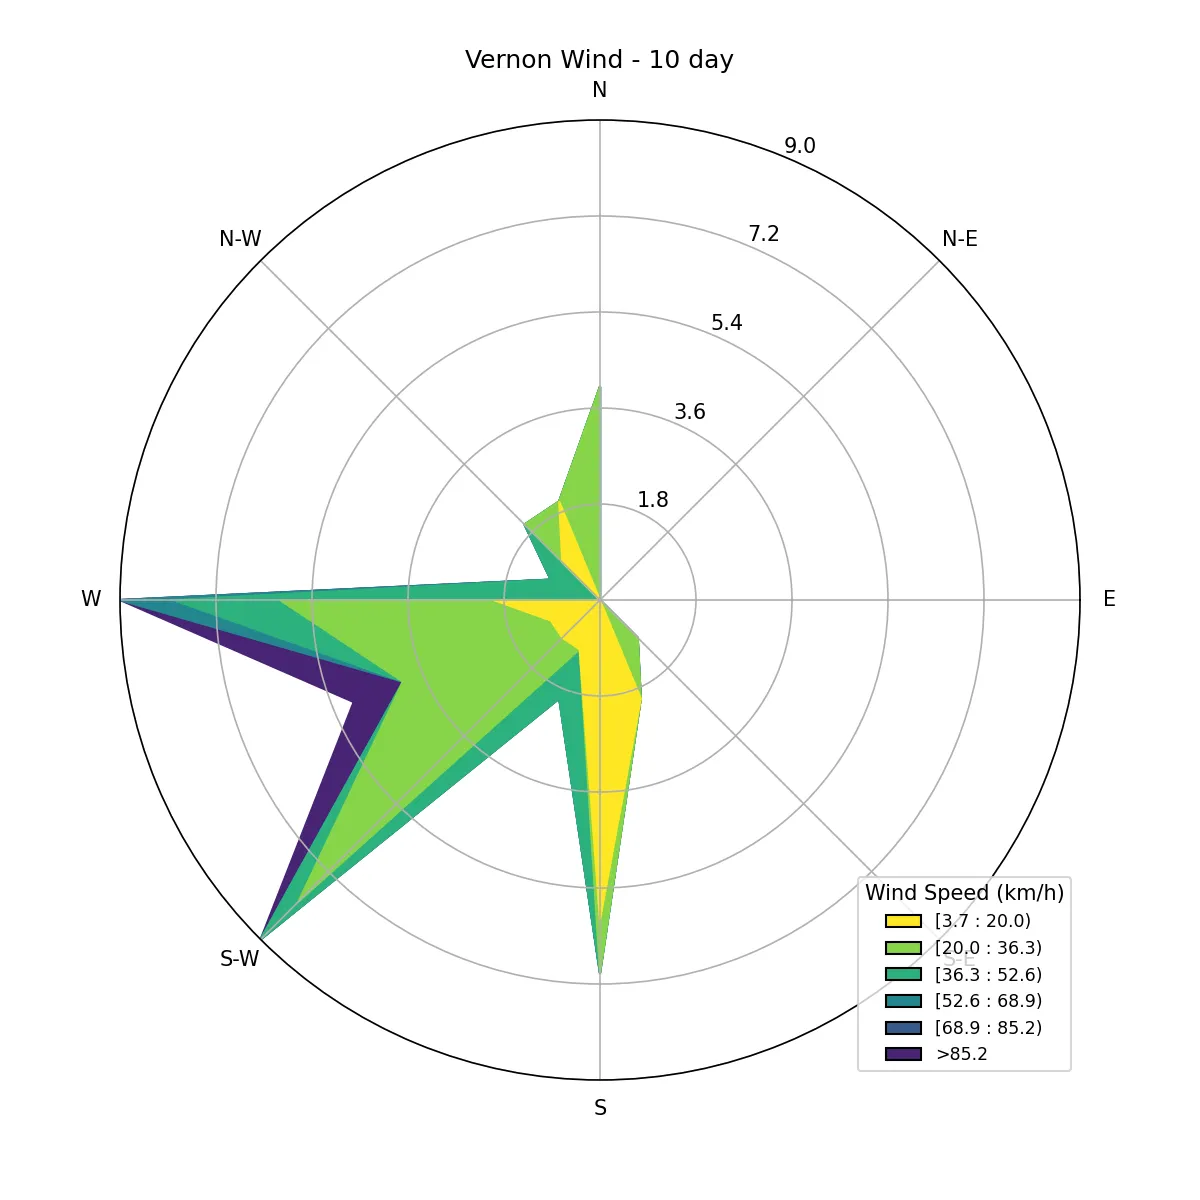 Vernon Wind - 10 day
N
9.0
7.2
N-W
N-E
5.4
3.6
1.8
W
E
S-W
S-E
S
Wind Speed (km/h)
[3.7 : 20.0)
[20.0 : 36.3)
[36.3 : 52.6)
[52.6 : 68.9)
[68.9 : 85.2)
>85.2